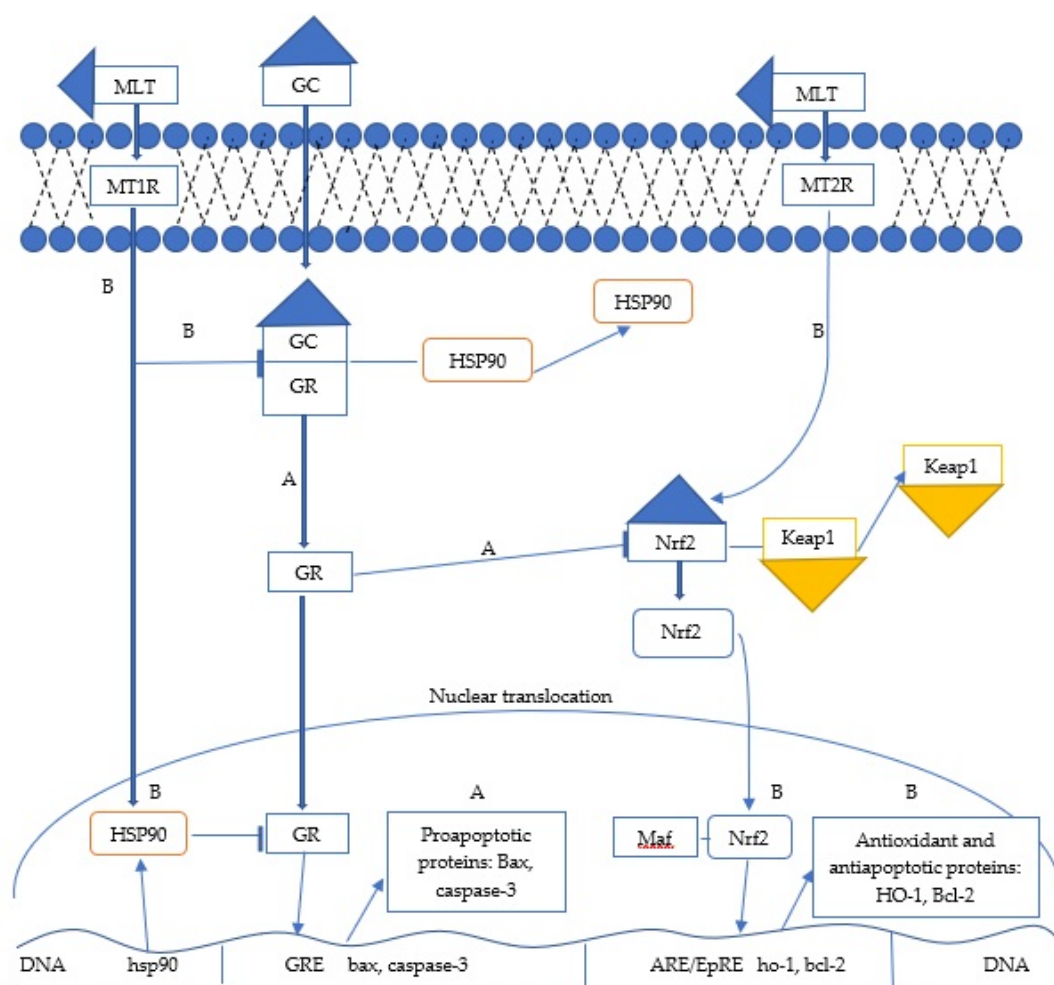 MLT
GC
MLT
MT1R
MT2R
B
HSP90
B
GC
HSP90
B
GR
Keap1
A
Nrf2
Keap1
A
GR
Nrf2
Nuclear translocation
B
A
B
B
HSP90
GR
Proapoptotic
proteins: Bax,
caspase-3
Maf
Nrf2
Antioxidant and
antiapoptotic proteins:
HO-1, Bcl-2
DNA
hsp90
GRE
bax, caspase-3
ARE/EpRE
ho-1, bcl-2
DNA